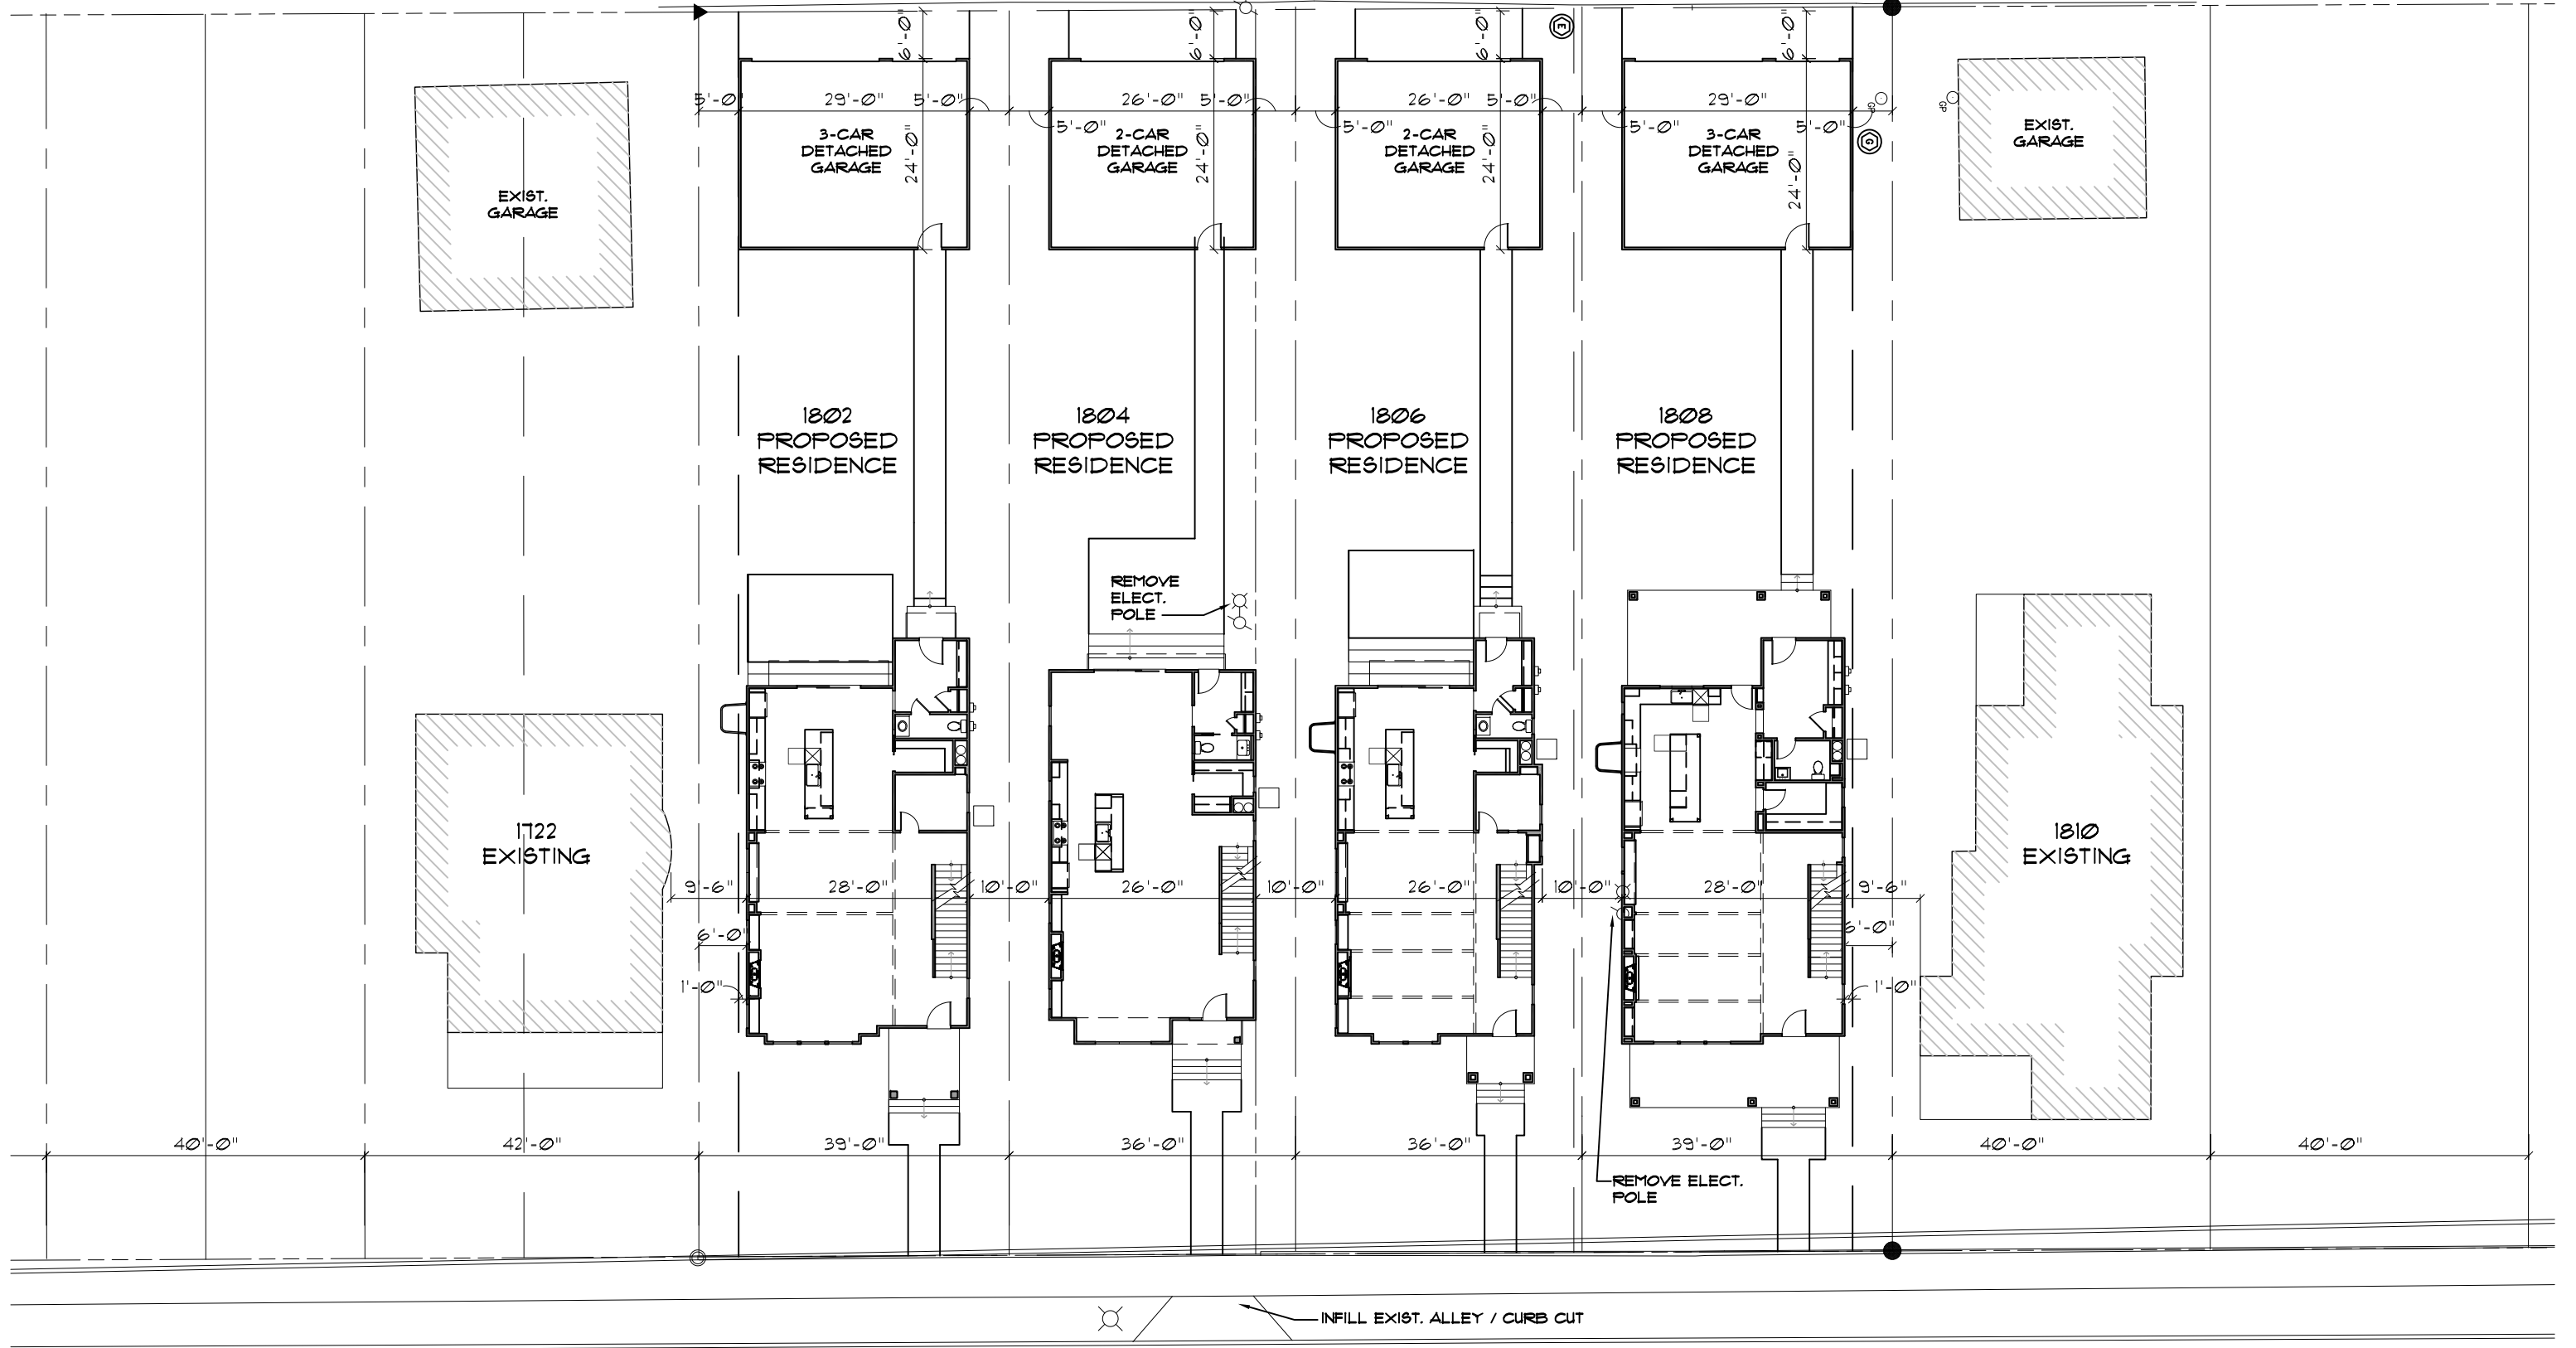 6'-0"
6'-0"
6'-0"
6'-0"
E
5'-0"
29'-0"
5'-0"
26'-0"
5'-0"
26'-0"
5'-0"
29'-0"
GP
GP
5'-0"
5'-0"
5'-0"
5'-0"
G
3-CAR
DETACHED
GARAGE
24'-0"
2-CAR
DETACHED
GARAGE
24'-0"
2-CAR
DETACHED
GARAGE
24'-0"
3-CAR
DETACHED
GARAGE
24'-0"
EXIST.
GARAGE
EXIST.
GARAGE
1802
PROPOSED
RESIDENCE
1804
PROPOSED
RESIDENCE
1806
PROPOSED
RESIDENCE
1808
PROPOSED
RESIDENCE
REMOVE
ELECT.
POLE
1722
EXISTING
1810
EXISTING
9'-6"
28'-0"
10'-0"
26'-0"
10'-0"
26'-0"
10'-0"
28'-0"
9'-6"
6'-0"
6'-0"
1'-0"
1'-0"
40'-0"
42'-0"
39'-0"
36'-0"
36'-0"
39'-0"
40'-0"
40'-0"
REMOVE ELECT.
POLE
INFILL EXIST. ALLEY / CURB CUT